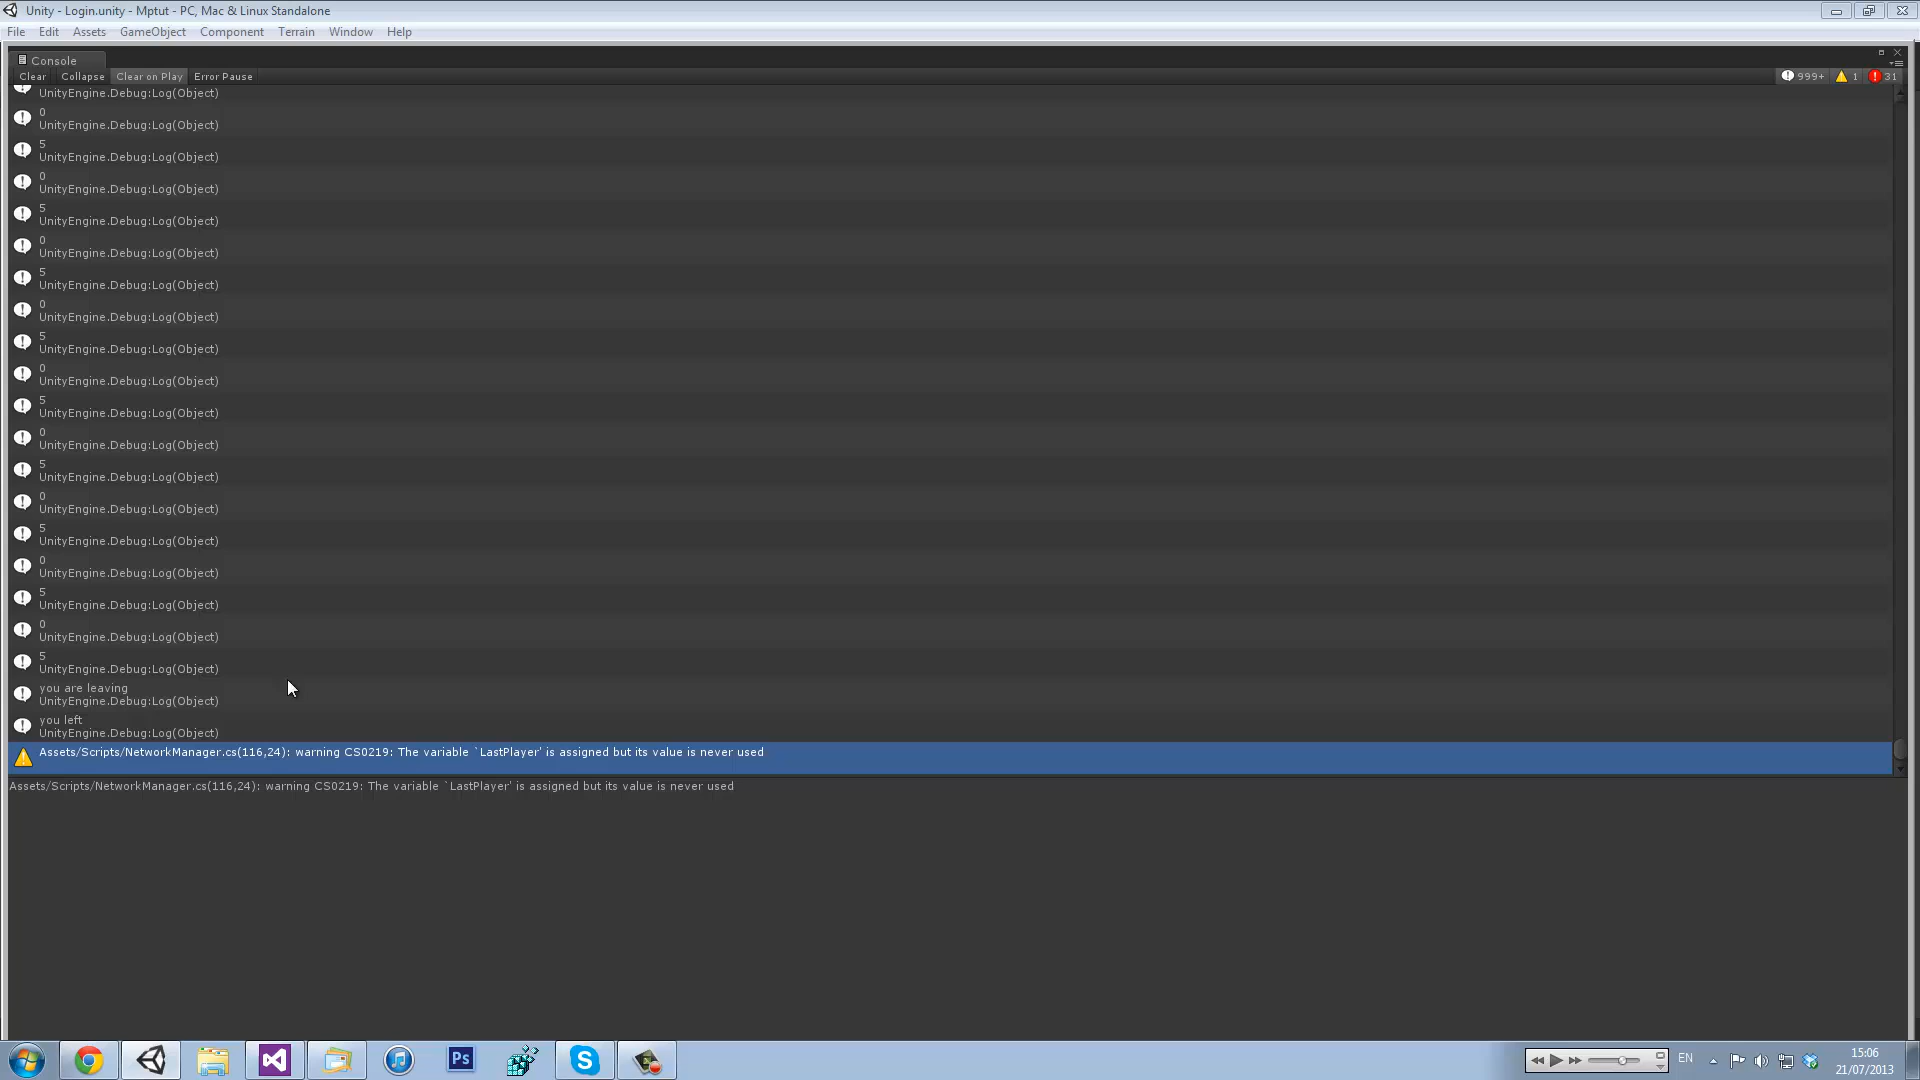 Unity - Login.unity - Mptut - PC, Mac & Linux Standalone
File Edit Assets GameObject Component Terrain Window Help
Console
Clear Collapse Clear on Play Error Pause 999+ 1 31
UnityEngine.Debug:Log(Object)
0
UnityEngine.Debug:Log(Object)
5
UnityEngine.Debug:Log(Object)
0
UnityEngine.Debug:Log(Object)
5
UnityEngine.Debug:Log(Object)
0
UnityEngine.Debug:Log(Object)
5
UnityEngine.Debug:Log(Object)
0
UnityEngine.Debug:Log(Object)
5
UnityEngine.Debug:Log(Object)
0
UnityEngine.Debug:Log(Object)
5
UnityEngine.Debug:Log(Object)
0
UnityEngine.Debug:Log(Object)
5
UnityEngine.Debug:Log(Object)
0
UnityEngine.Debug:Log(Object)
5
UnityEngine.Debug:Log(Object)
0
UnityEngine.Debug:Log(Object)
5
UnityEngine.Debug:Log(Object)
0
UnityEngine.Debug:Log(Object)
5
UnityEngine.Debug:Log(Object)
you are leaving
UnityEngine.Debug:Log(Object)
you left
UnityEngine.Debug:Log(Object)
Assets/Scripts/NetworkManager.cs(116,24): warning CS0219: The variable `LastPlayer' is assigned but its value is never used
Assets/Scripts/NetworkManager.cs(116,24): warning CS0219: The variable `LastPlayer' is assigned but its value is never used
Ps
EN
15:06
21/07/2013